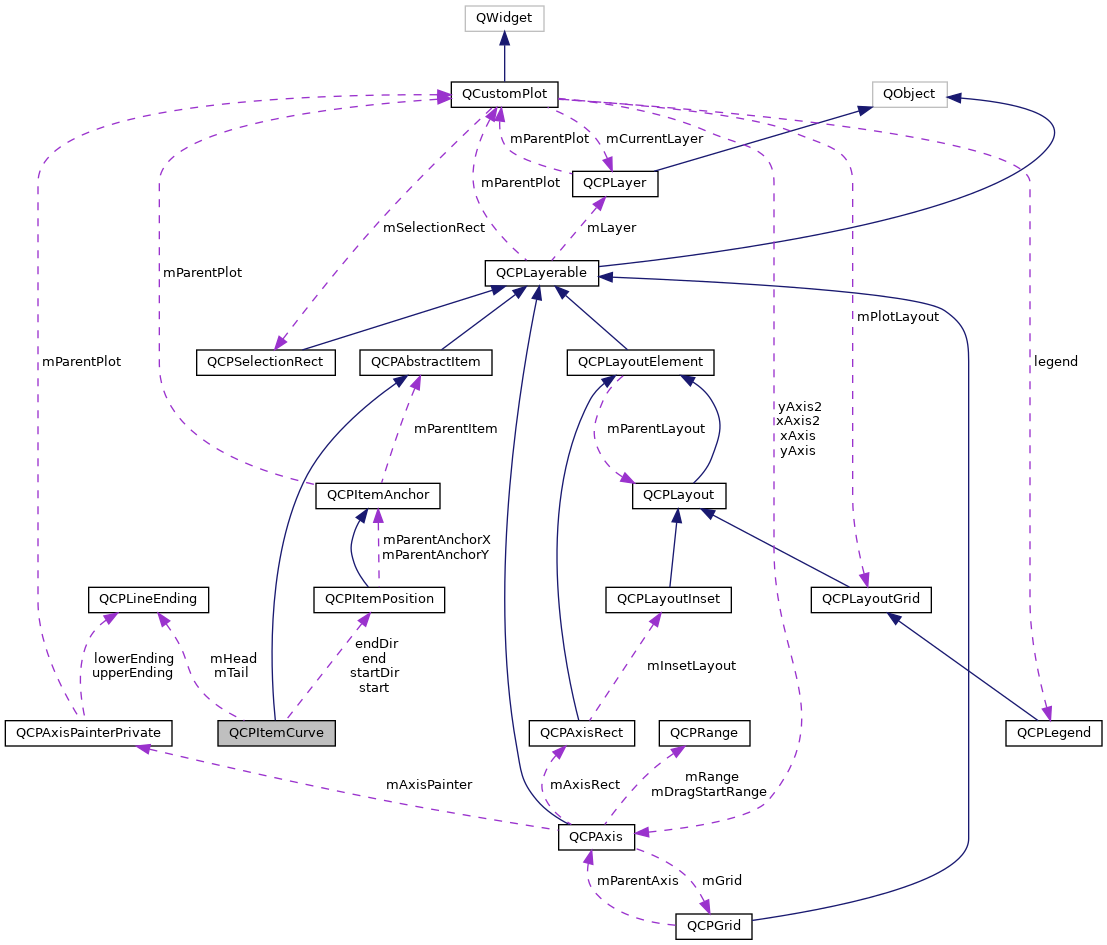 QWidget
QCustomPlot
QObject
mParentPlot
mCurrentLayer
QCPLayer
mParentPlot
mSelectionRect
mLayer
mParentPlot
QCPLayerable
mPlotLayout
mParentPlot
legend
QCPSelectionRect
QCPAbstractItem
QCPLayoutElement
yAxis2
xAxis2
xAxis
yAxis
mParentItem
mParentLayout
QCPItemAnchor
QCPLayout
mParentAnchorX
mParentAnchorY
QCPLineEnding
QCPItemPosition
QCPLayoutInset
QCPLayoutGrid
lowerEnding
upperEnding
mHead
mTail
endDir
end
startDir
start
mInsetLayout
QCPAxisPainterPrivate
QCPItemCurve
QCPAxisRect
QCPRange
QCPLegend
mAxisPainter
mAxisRect
mRange
mDragStartRange
QCPAxis
mParentAxis
mGrid
QCPGrid